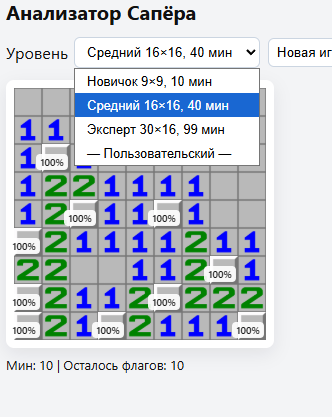 Анализатор Сапёра
Уровень Средний 16×16, 40 мин Новая иг
Новичок 9×9, 10 мин
Средний 16×16, 40 мин
Эксперт 30×16, 99 мин
— Пользовательский —
1 1
1 100%
1 2 2 1 1 1 1
1 2 100% 1 1 100% 1
100% 2 1 1 1 1 2 1 1
2 2 1 1 2 100% 1
100% 2 1 1 2 100% 2 2 2
100% 2 1 100% 2 1 1 1 100%
Мин: 10 | Осталось флагов: 10